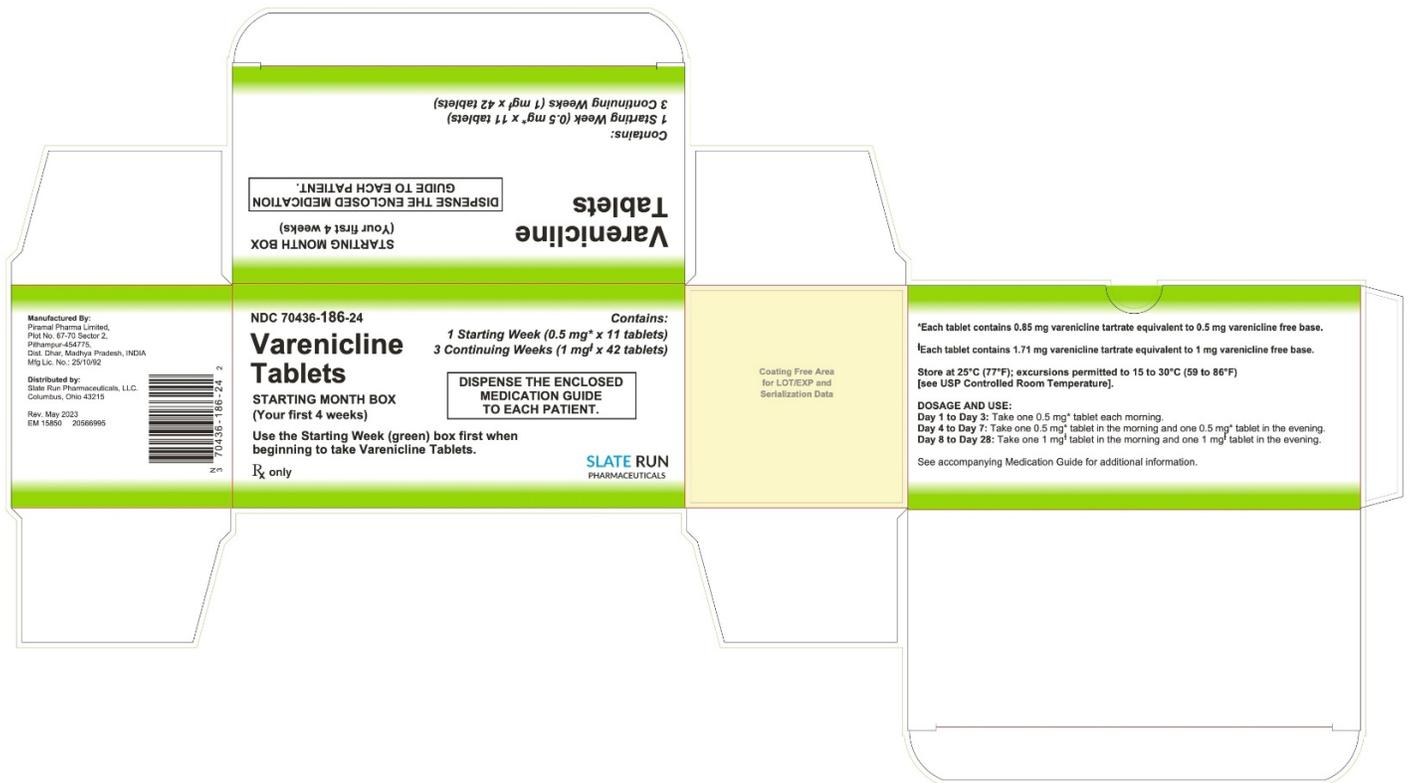 3 Continuing Weeks (1 mgƗ x 42 tablets)
1 Starting Week (0.5 mg* x 11 tablets)
Contains:
DISPENSE THE ENCLOSED MEDICATION
GUIDE TO EACH PATIENT.
Varenicline
Tablets
STARTING MONTH BOX
(Your first 4 weeks)
Manufactured By:
Piramal Pharma Limited,
Plot No. 67-70 Sector 2,
Pithampur-454775,
Dist. Dhar, Madhya Pradesh, INDIA
Mfg Lic. No.: 25/10/92
Distributed by:
Slate Run Pharmaceuticals, LLC.
Columbus, Ohio 43215
Rev. May 2023
EM 15850 20566995
N 3 70436-186-24 2
NDC 70436-186-24
Varenicline
Tablets
STARTING MONTH BOX
(Your first 4 weeks)
Use the Starting Week (green) box first when
beginning to take Varenicline Tablets.
Rx only
Contains:
1 Starting Week (0.5 mg* x 11 tablets)
3 Continuing Weeks (1 mgƗ x 42 tablets)
DISPENSE THE ENCLOSED
MEDICATION GUIDE
TO EACH PATIENT.
SLATE RUN
PHARMACEUTICALS
Coating Free Area
for LOT/EXP and
Serialization Data
*Each tablet contains 0.85 mg varenicline tartrate equivalent to 0.5 mg varenicline free base.
ƗEach tablet contains 1.71 mg varenicline tartrate equivalent to 1 mg varenicline free base.
Store at 25°C (77°F); excursions permitted to 15 to 30°C (59 to 86°F)
[see USP Controlled Room Temperature].
DOSAGE AND USE:
Day 1 to Day 3: Take one 0.5 mg* tablet each morning.
Day 4 to Day 7: Take one 0.5 mg* tablet in the morning and one 0.5 mg* tablet in the evening.
Day 8 to Day 28: Take one 1 mgƗ tablet in the morning and one 1 mgƗ tablet in the evening.
See accompanying Medication Guide for additional information.